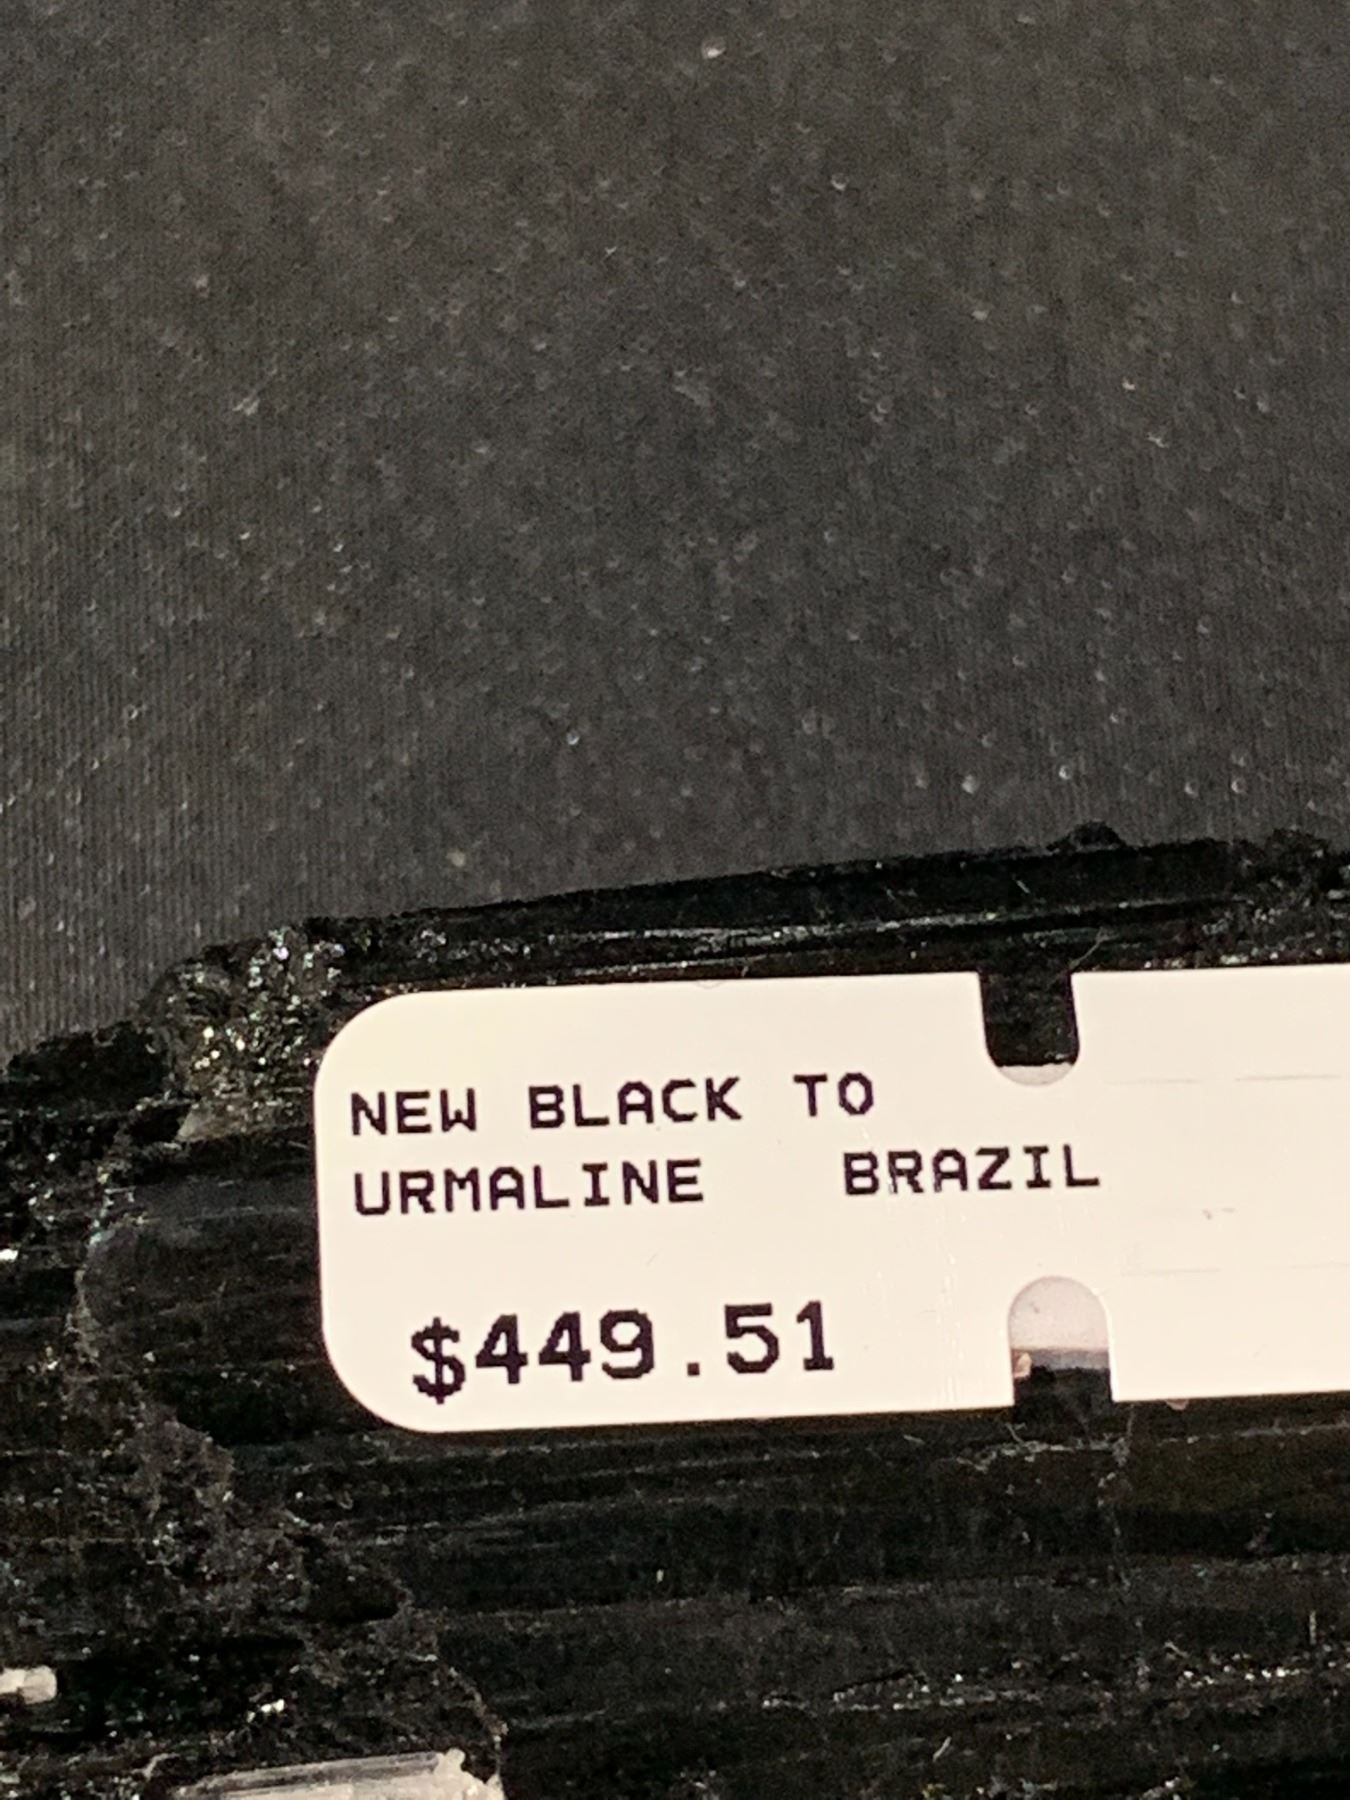 NEW BLACK TO
URMALINE   BRAZIL
$449.51